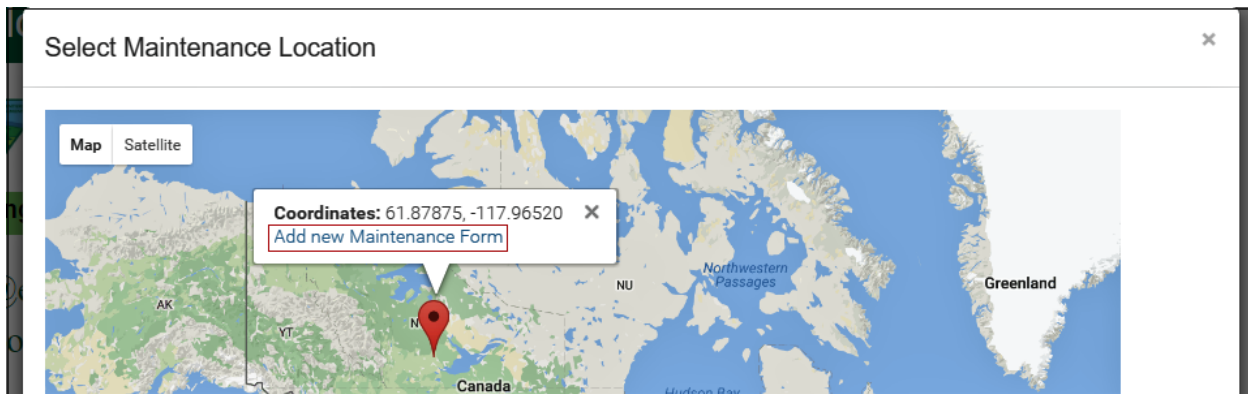 Select Maintenance Location
×
Map Satellite
Coordinates: 61.87875, -117.96520 ×
Add new Maintenance Form
Northwestern
Passages
NU
Greenland
AK
YT
N
Canada
Hudson Bay